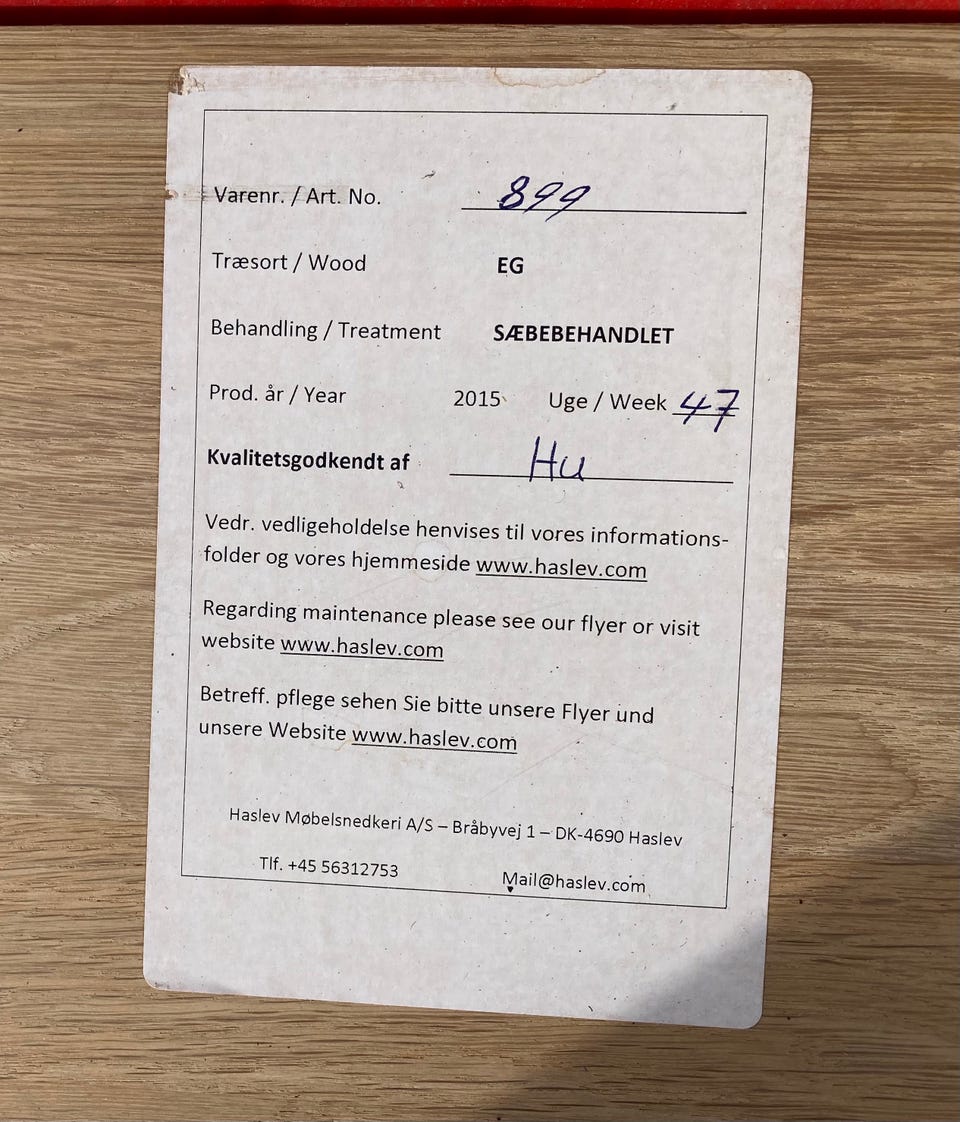 Varenr. / Art. No. 899
Træsort / Wood EG
Behandling / Treatment SÆBEBEHANDLET
Prod. år / Year 2015 Uge / Week 47
Kvalitetsgodkendt af Hu
Vedr. vedligeholdelse henvises til vores informations-
folder og vores hjemmeside www.haslev.com
Regarding maintenance please see our flyer or visit
website www.haslev.com
Betreff. pflege sehen Sie bitte unsere Flyer und
unsere Website www.haslev.com
Haslev Møbelsnedkeri A/S – Bråbyvej 1 – DK-4690 Haslev
Tlf. +45 56312753 Mail@haslev.com